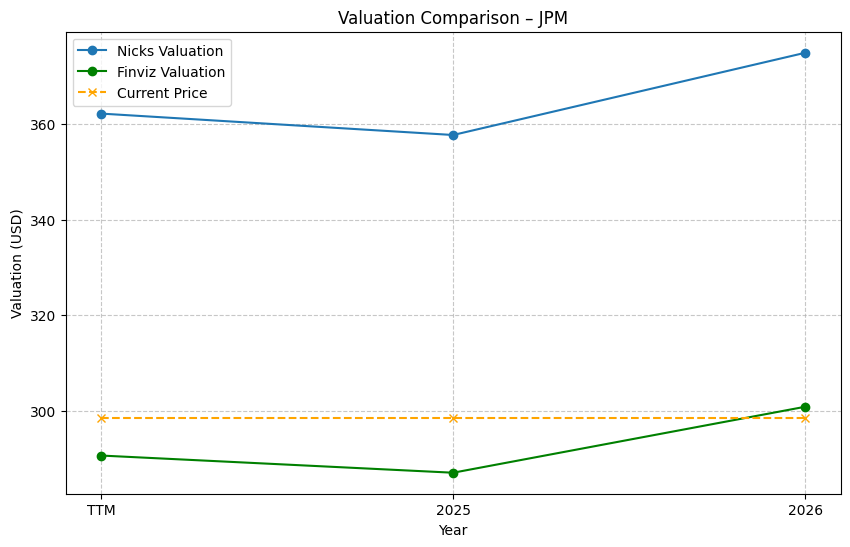 Valuation Comparison – JPM
Nicks Valuation
Finviz Valuation
Current Price
Valuation (USD)
360
340
320
300
TTM
2025
2026
Year